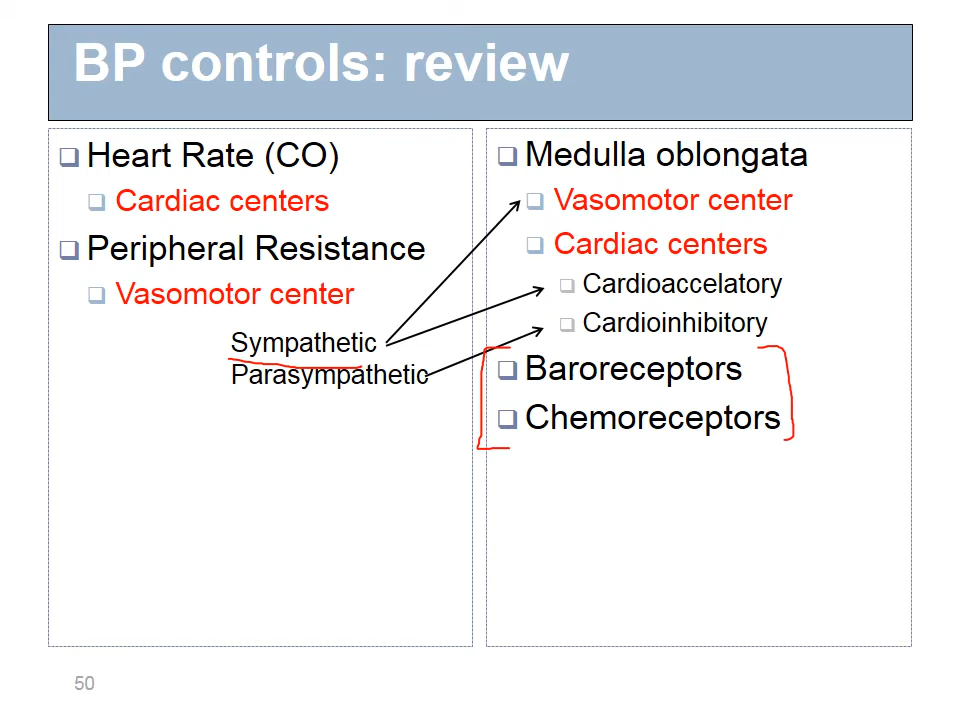 BP controls: review
Heart Rate (CO)
Cardiac centers
Peripheral Resistance
Vasomotor center
Sympathetic
Parasympathetic
Medulla oblongata
Vasomotor center
Cardiac centers
Cardioaccelatory
Cardioinhibitory
Baroreceptors
Chemoreceptors
50